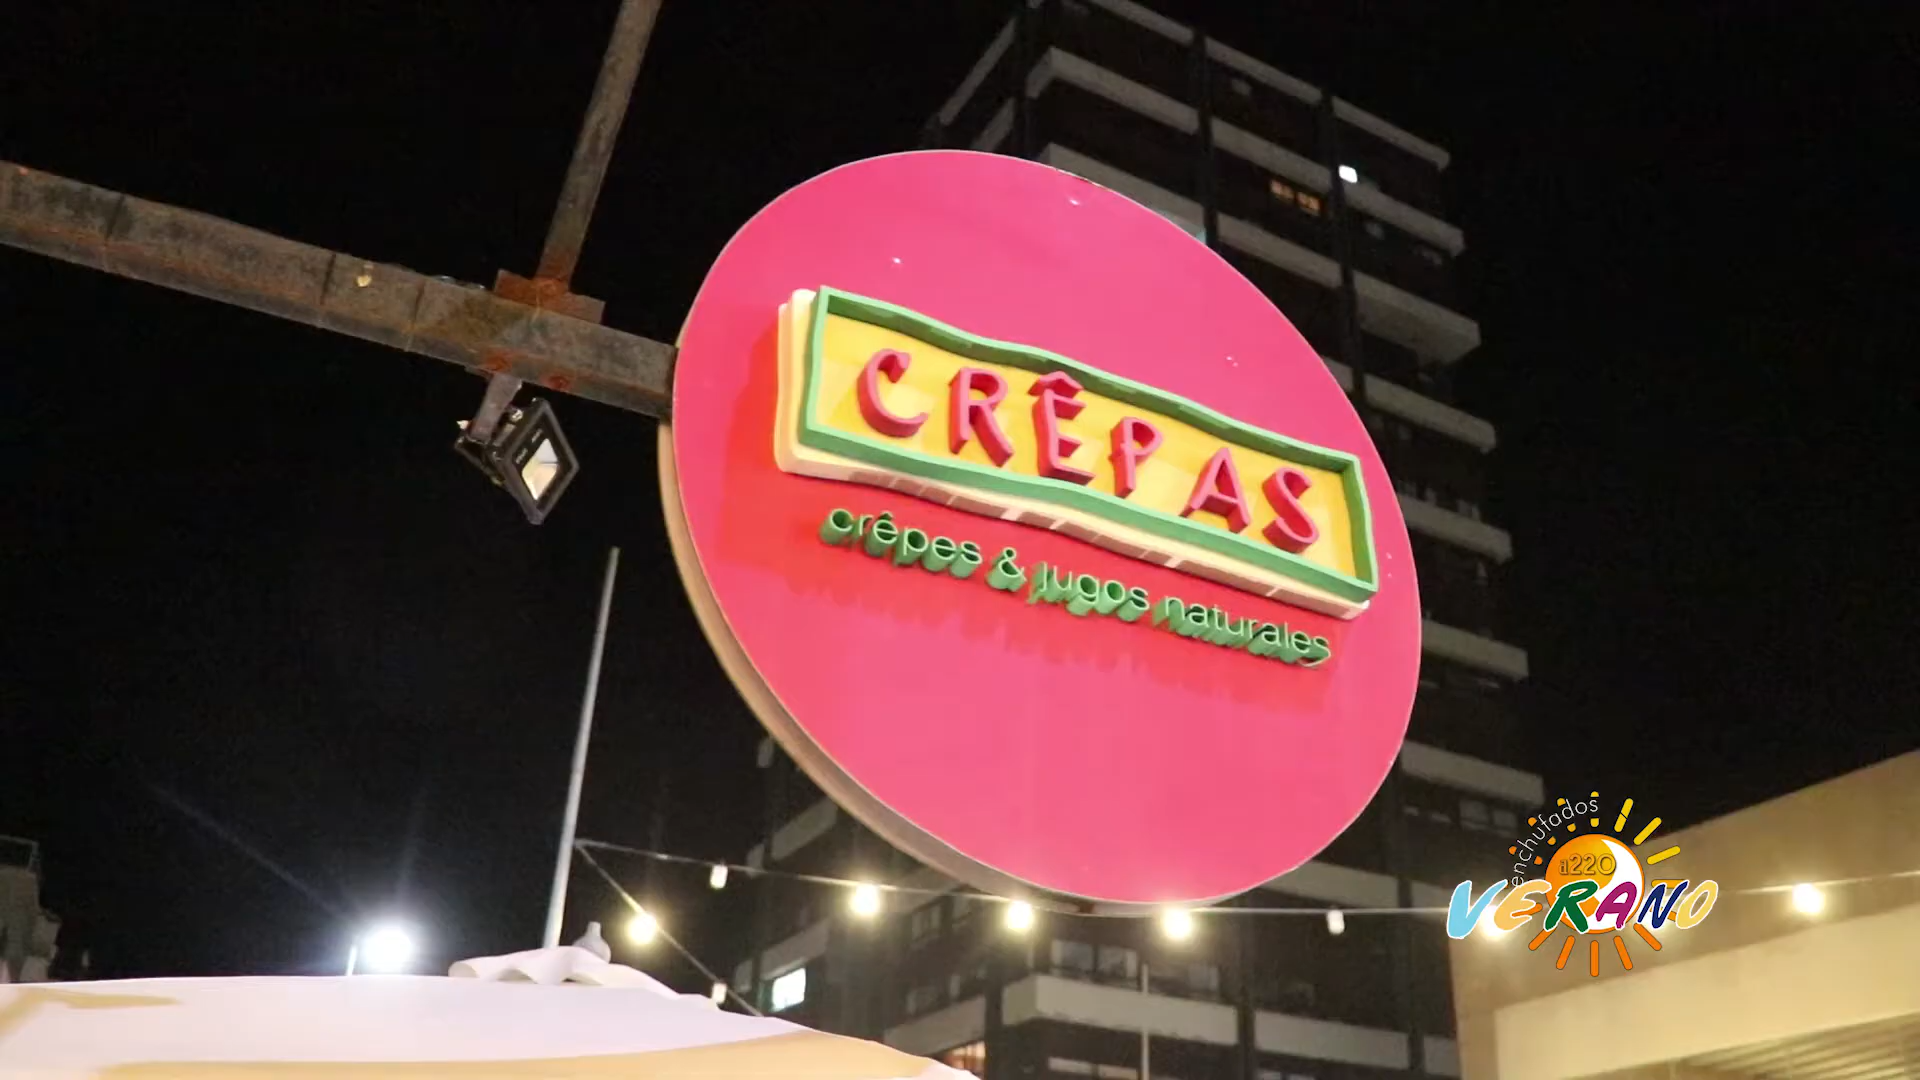 CRÊPAS
crêpes & jugos naturales
enchufados
a220
VERANO